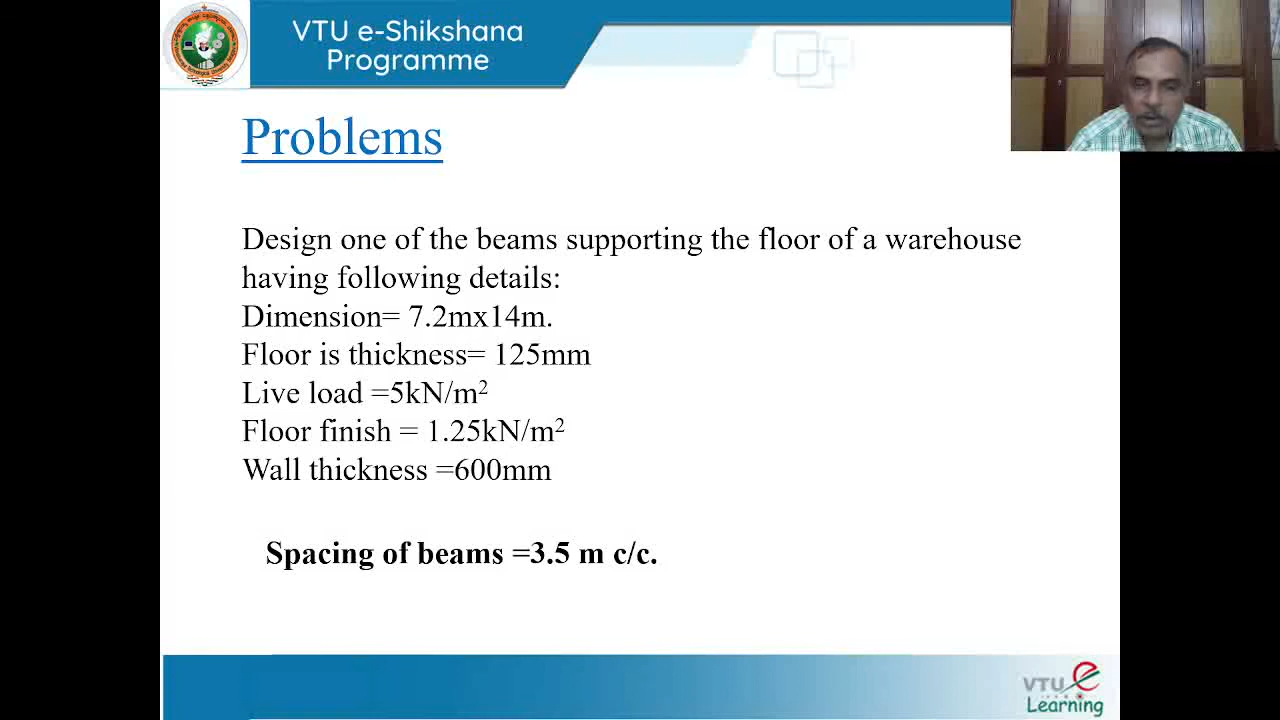 VTU e-Shikshana
Programme
Problems
Design one of the beams supporting the floor of a warehouse
having following details:
Dimension= 7.2mx14m.
Floor is thickness= 125mm
Live load =5kN/m²
Floor finish = 1.25kN/m²
Wall thickness =600mm
Spacing of beams =3.5 m c/c.
VTU e
Learning